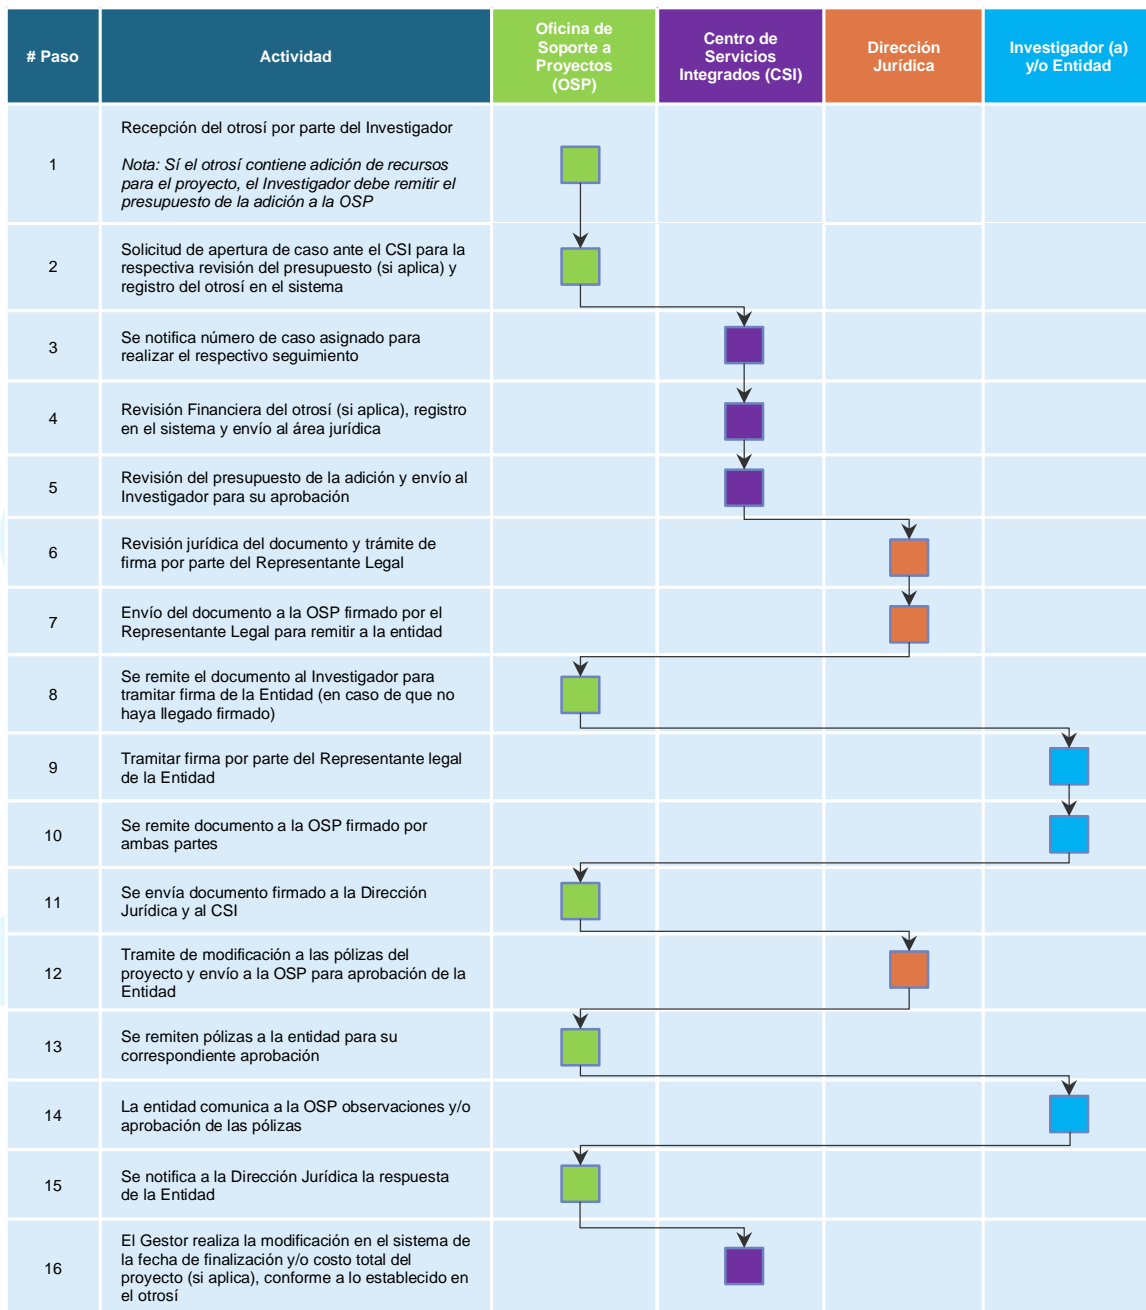 # Paso
Actividad
Oficina de
Soporte a
Proyectos
(OSP)
Centro de
Servicios
Integrados (CSI)
Dirección
Jurídica
Investigador (a)
y/o Entidad
1
Recepción del otrosí por parte del Investigador
Nota: Sí el otrosí contiene adición de recursos
para el proyecto, el Investigador debe remitir el
presupuesto de la adición a la OSP
2
Solicitud de apertura de caso ante el CSI para la
respectiva revisión del presupuesto (si aplica) y
registro del otrosí en el sistema
3
Se notifica número de caso asignado para
realizar el respectivo seguimiento
4
Revisión Financiera del otrosí (si aplica), registro
en el sistema y envío al área jurídica
5
Revisión del presupuesto de la adición y envío al
Investigador para su aprobación
6
Revisión jurídica del documento y trámite de
firma por parte del Representante Legal
7
Envío del documento a la OSP firmado por el
Representante Legal para remitir a la entidad
8
Se remite el documento al Investigador para
tramitar firma de la Entidad (en caso de que no
haya llegado firmado)
9
Tramitar firma por parte del Representante legal
de la Entidad
10
Se remite documento a la OSP firmado por
ambas partes
11
Se envía documento firmado a la Dirección
Jurídica y al CSI
12
Tramite de modificación a las pólizas del
proyecto y envío a la OSP para aprobación de la
Entidad
13
Se remiten pólizas a la entidad para su
correspondiente aprobación
14
La entidad comunica a la OSP observaciones y/o
aprobación de las pólizas
15
Se notifica a la Dirección Jurídica la respuesta
de la Entidad
16
El Gestor realiza la modificación en el sistema de
la fecha de finalización y/o costo total del
proyecto (si aplica), conforme a lo establecido en
el otrosí